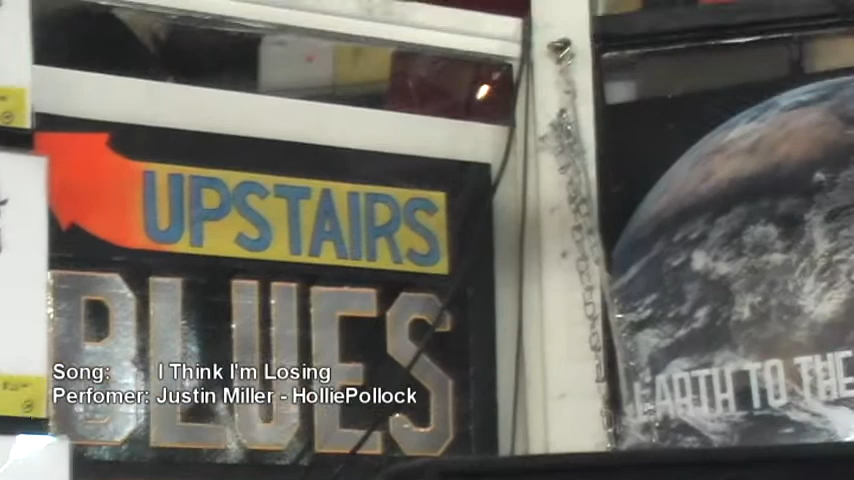 UPSTAIRS
BLUES
EARTH TO THE
Song: I Think I'm Losing
Perfomer: Justin Miller - HolliePollock